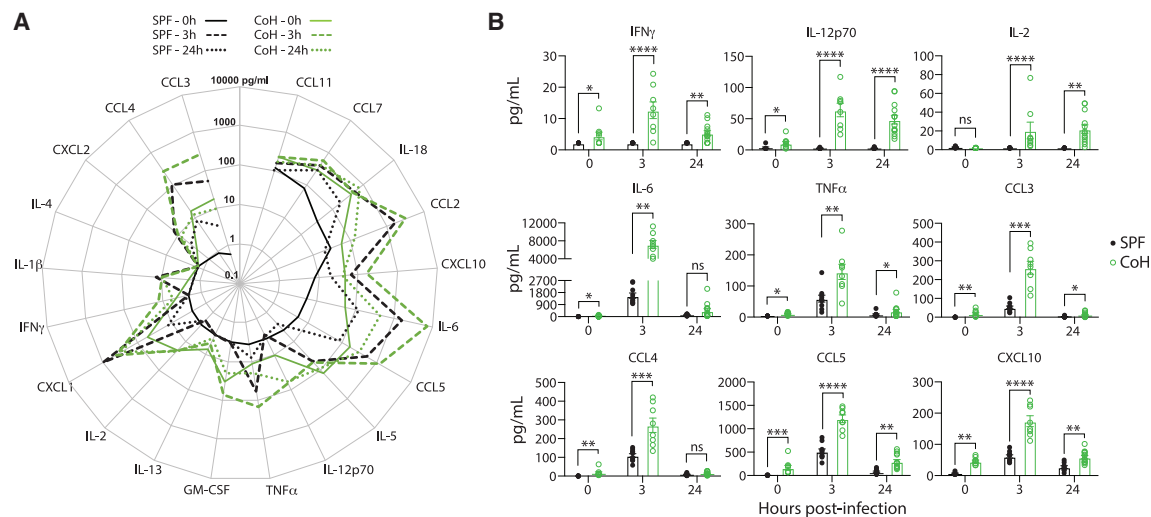 A
SPF - 0h
SPF - 3h
SPF - 24h
CoH - 0h
CoH - 3h
CoH - 24h
10000 pg/ml
1000
100
10
1
0.1
CCL11
CCL7
IL-18
CCL2
CXCL10
IL-6
CCL5
IL-5
IL-12p70
TNFα
GM-CSF
IL-13
IL-2
CXCL1
IFNγ
IL-1β
IL-4
CXCL2
CCL4
CCL3
B
IFNγ
pg/mL
30
20
10
0
*
****
**
0 3 24
IL-12p70
150
100
50
0
*
****
****
0 3 24
IL-2
100
80
60
40
20
0
ns
****
**
0 3 24
IL-6
12000
8000
4000
2700
1800
900
0
*
**
ns
0 3 24
TNFα
300
200
100
0
*
**
*
0 3 24
CCL3
500
400
300
200
100
0
**
***
*
0 3 24
SPF
CoH
CCL4
pg/mL
500
400
300
200
100
0
**
***
ns
0 3 24
CCL5
2000
1500
1000
500
0
***
****
**
0 3 24
CXCL10
300
200
100
0
**
****
**
0 3 24
Hours post-infection